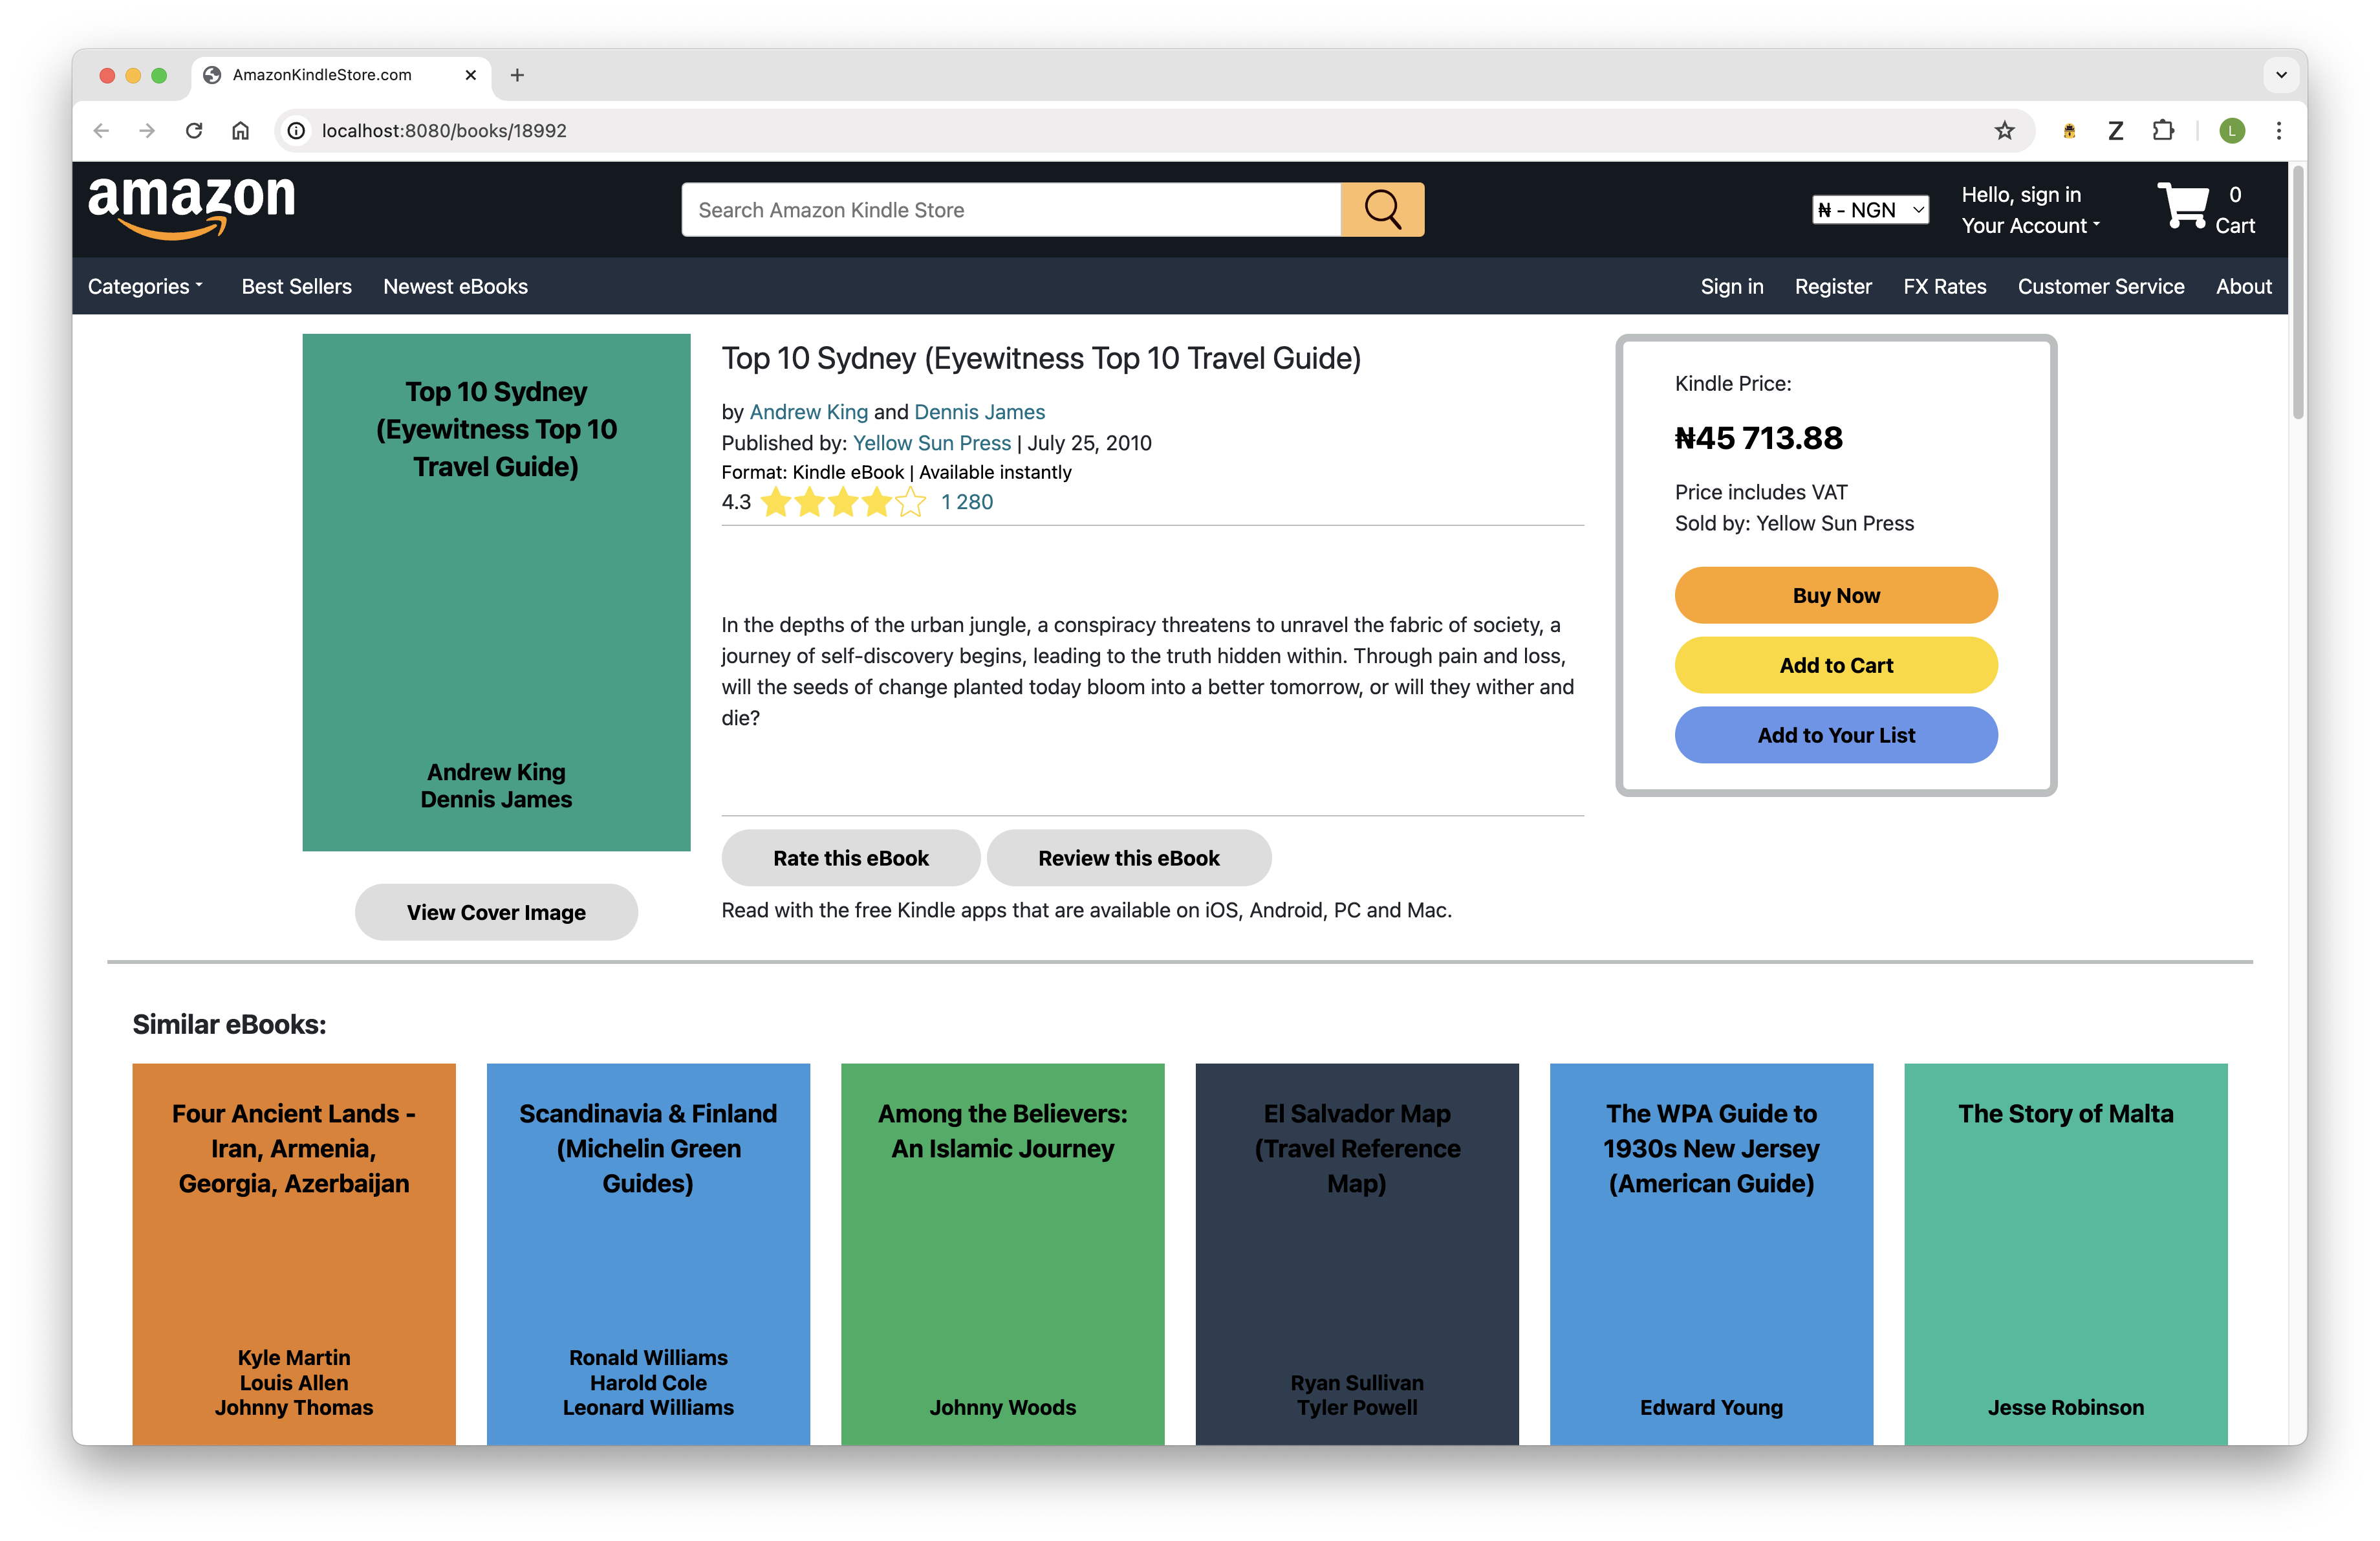 AmazonKindleStore.com
localhost:8080/books/18992
L
amazon
Search Amazon Kindle Store
₦ - NGN
Hello, sign in
Your Account
0
Cart
Categories
Best Sellers
Newest eBooks
Sign in
Register
FX Rates
Customer Service
About
Top 10 Sydney
(Eyewitness Top 10
Travel Guide)
Andrew King
Dennis James
View Cover Image
Top 10 Sydney (Eyewitness Top 10 Travel Guide)
by Andrew King and Dennis James
Published by: Yellow Sun Press | July 25, 2010
Format: Kindle eBook | Available instantly
4.3 1 280
In the depths of the urban jungle, a conspiracy threatens to unravel the fabric of society, a
journey of self-discovery begins, leading to the truth hidden within. Through pain and loss,
will the seeds of change planted today bloom into a better tomorrow, or will they wither and
die?
Rate this eBook
Review this eBook
Read with the free Kindle apps that are available on iOS, Android, PC and Mac.
Kindle Price:
₦45 713.88
Price includes VAT
Sold by: Yellow Sun Press
Buy Now
Add to Cart
Add to Your List
Similar eBooks:
Four Ancient Lands -
Iran, Armenia,
Georgia, Azerbaijan
Kyle Martin
Louis Allen
Johnny Thomas
Scandinavia & Finland
(Michelin Green
Guides)
Ronald Williams
Harold Cole
Leonard Williams
Among the Believers:
An Islamic Journey
Johnny Woods
El Salvador Map
(Travel Reference
Map)
Ryan Sullivan
Tyler Powell
The WPA Guide to
1930s New Jersey
(American Guide)
Edward Young
The Story of Malta
Jesse Robinson